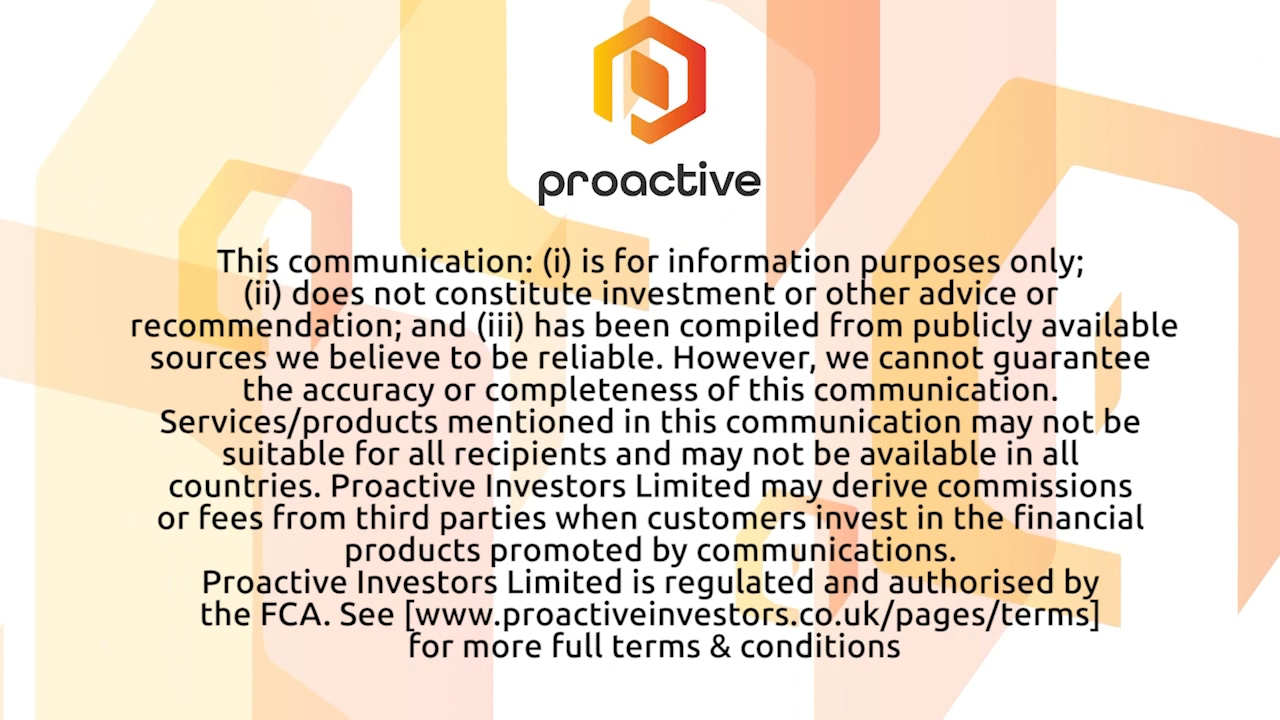 proactive
This communication: (i) is for information purposes only;
(ii) does not constitute investment or other advice or
recommendation; and (iii) has been compiled from publicly available
sources we believe to be reliable. However, we cannot guarantee
the accuracy or completeness of this communication.
Services/products mentioned in this communication may not be
suitable for all recipients and may not be available in all
countries. Proactive Investors Limited may derive commissions
or fees from third parties when customers invest in the financial
products promoted by communications.
Proactive Investors Limited is regulated and authorised by
the FCA. See [www.proactiveinvestors.co.uk/pages/terms]
for more full terms & conditions